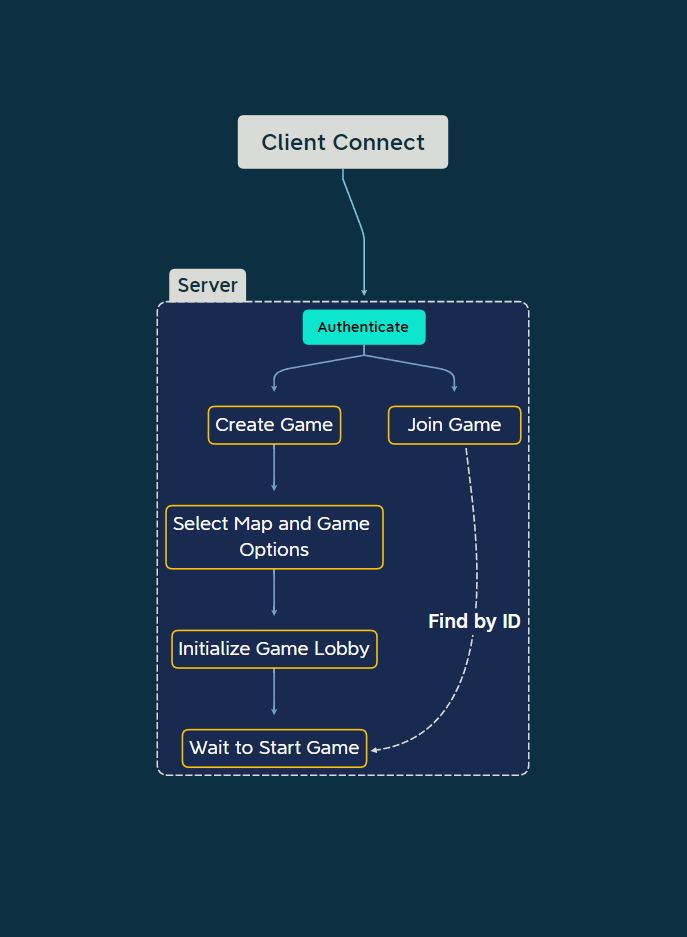 Client Connect
Server
Authenticate
Create Game
Join Game
Select Map and Game
Options
Find by ID
Initialize Game Lobby
Wait to Start Game